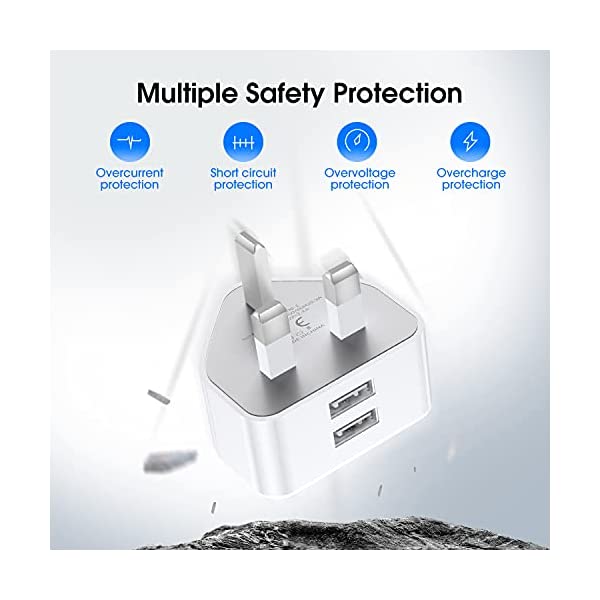 Multiple Safety Protection
Overcurrent
protection
Short circuit
protection
Overvoltage
protection
Overcharge
protection